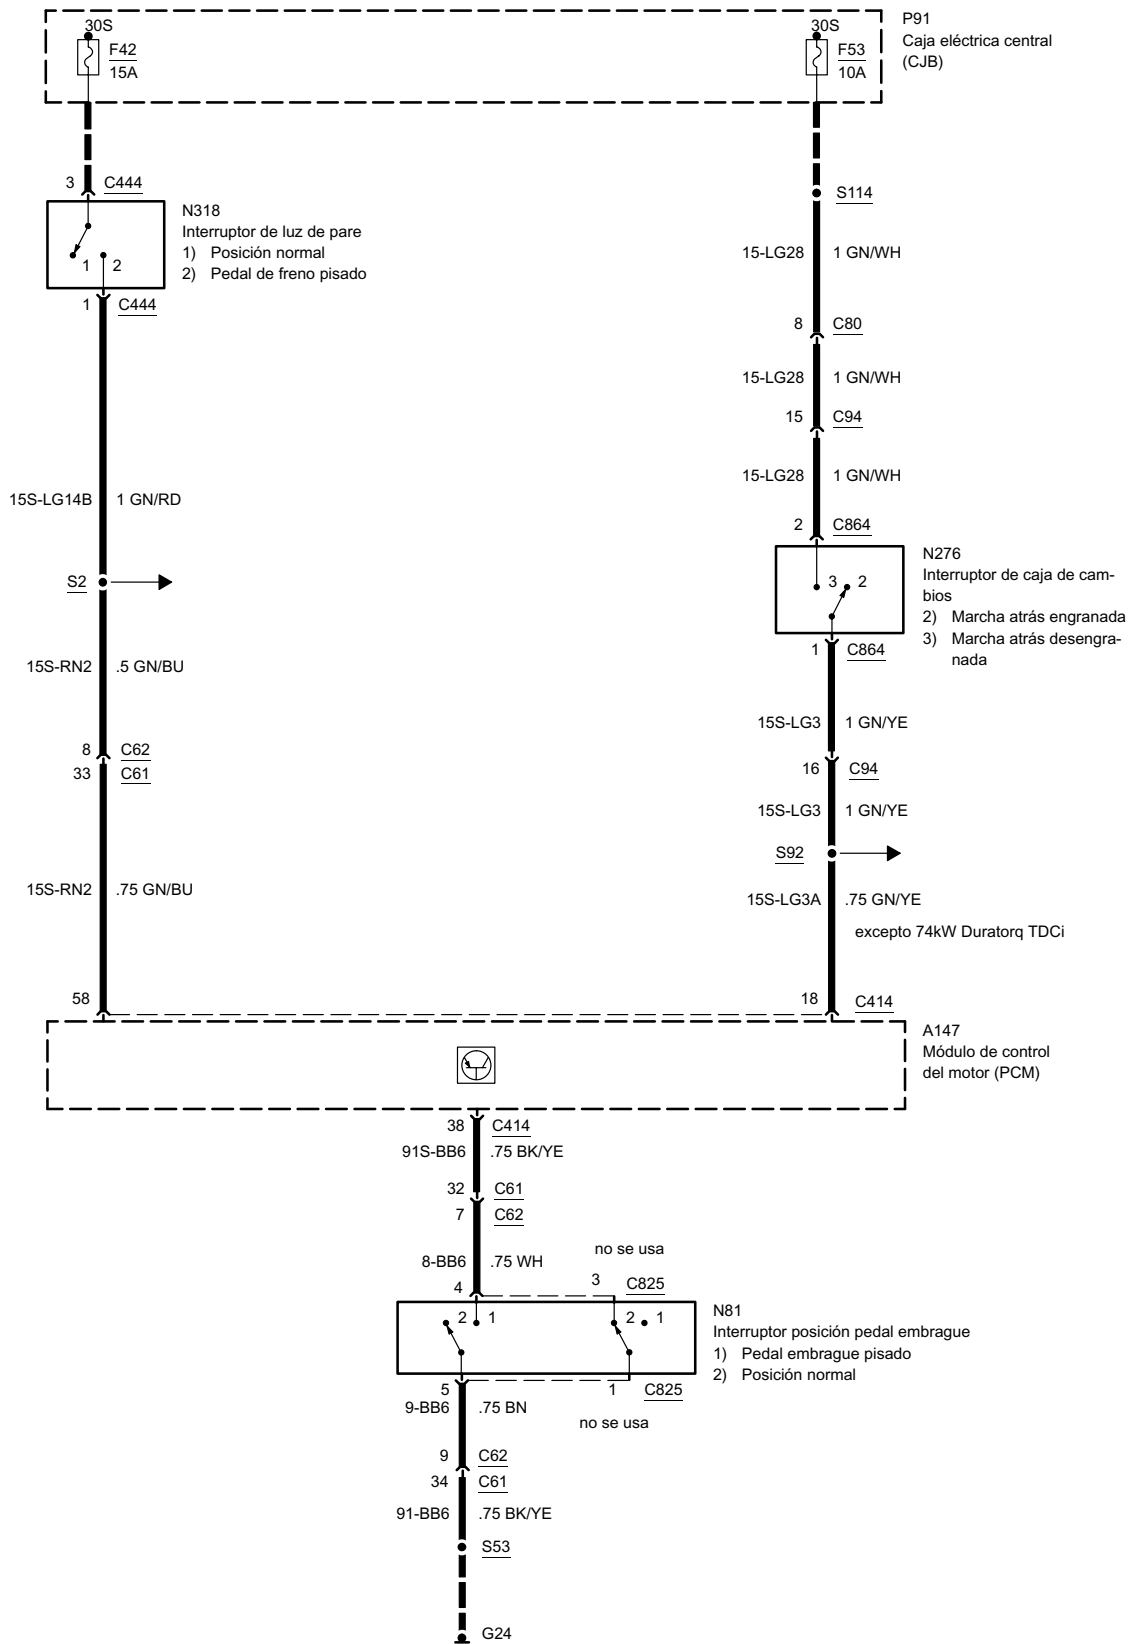 30S
F42
15A
30S
F53
10A
P91
Caja eléctrica central
(CJB)
3 C444
N318
Interruptor de luz de pare
1) Posición normal
2) Pedal de freno pisado
1 2
1 C444
S114
15-LG28 1 GN/WH
8 C80
15-LG28 1 GN/WH
15 C94
15-LG28 1 GN/WH
2 C864
15S-LG14B 1 GN/RD
S2
N276
Interruptor de caja de cam-
bios
2) Marcha atrás engranada
3) Marcha atrás desengra-
nada
3 2
1 C864
15S-RN2 .5 GN/BU
15S-LG3 1 GN/YE
8 C62
33 C61
16 C94
15S-LG3 1 GN/YE
S92
15S-RN2 .75 GN/BU
15S-LG3A .75 GN/YE
excepto 74kW Duratorq TDCi
58
18 C414
A147
Módulo de control
del motor (PCM)
38 C414
91S-BB6 .75 BK/YE
32 C61
7 C62
no se usa
8-BB6 .75 WH
4
3 C825
N81
Interruptor posición pedal embrague
1) Pedal embrague pisado
2) Posición normal
2 1
2 1
5
1 C825
9-BB6 .75 BN
no se usa
9 C62
34 C61
91-BB6 .75 BK/YE
S53
G24